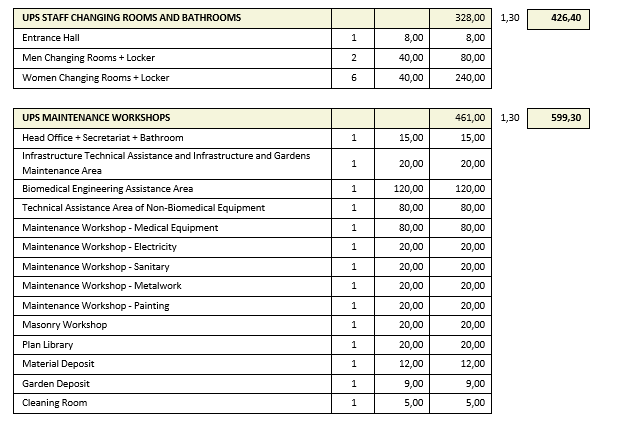 UPS STAFF CHANGING ROOMS AND BATHROOMS 328,00 1,30 426,40
Entrance Hall 1 8,00 8,00
Men Changing Rooms + Locker 2 40,00 80,00
Women Changing Rooms + Locker 6 40,00 240,00
UPS MAINTENANCE WORKSHOPS 461,00 1,30 599,30
Head Office + Secretariat + Bathroom 1 15,00 15,00
Infrastructure Technical Assistance and Infrastructure and Gardens
Maintenance Area 1 20,00 20,00
Biomedical Engineering Assistance Area 1 120,00 120,00
Technical Assistance Area of Non-Biomedical Equipment 1 80,00 80,00
Maintenance Workshop - Medical Equipment 1 80,00 80,00
Maintenance Workshop - Electricity 1 20,00 20,00
Maintenance Workshop - Sanitary 1 20,00 20,00
Maintenance Workshop - Metalwork 1 20,00 20,00
Maintenance Workshop - Painting 1 20,00 20,00
Masonry Workshop 1 20,00 20,00
Plan Library 1 20,00 20,00
Material Deposit 1 12,00 12,00
Garden Deposit 1 9,00 9,00
Cleaning Room 1 5,00 5,00